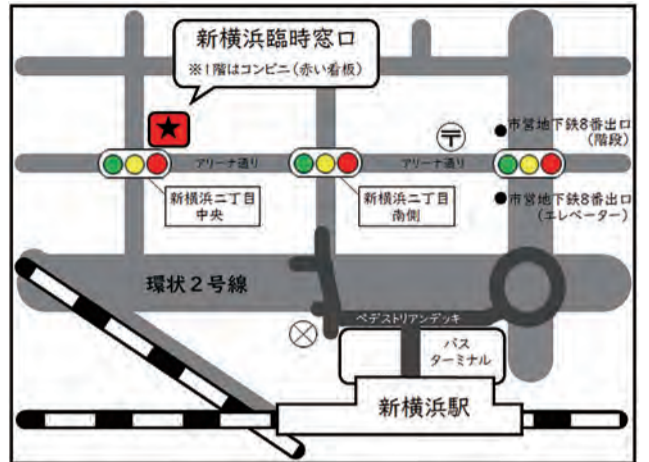 新横浜臨時窓口
※1階はコンビニ(赤い看板)
市営地下鉄8番出口
(階段)
アリーナ通り
アリーナ通り
新横浜二丁目
中央
新横浜二丁目
南側
市営地下鉄8番出口
(エレベーター)
環状2号線
ペデストリアンデッキ
バス
ターミナル
新横浜駅